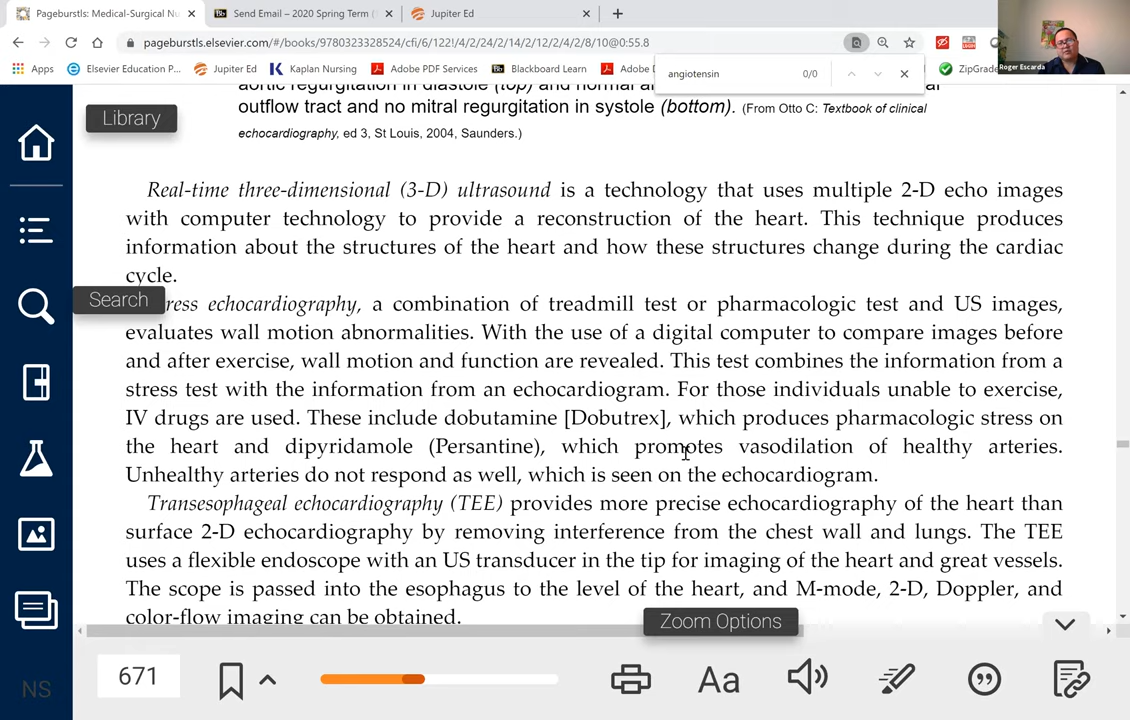 Pageburstls: Medical-Surgical Nu
Send Email – 2020 Spring Term (
Jupiter Ed
pageburstls.elsevier.com/#/books/9780323328524/cfi/6/122!/4/2/24/2/14/2/12/2/4/2/8/10@0:55.8
Roger Escarda
Apps
Elsevier Education P...
Jupiter Ed
Kaplan Nursing
Adobe PDF Services
Blackboard Learn
Adobe D
angiotensin
0/0
ZipGrade
aortic regurgitation in diastole (top) and normal a
outflow tract and no mitral regurgitation in systole (bottom). (From Otto C: Textbook of clinical
echocardiography, ed 3, St Louis, 2004, Saunders.)
Library
Real-time three-dimensional (3-D) ultrasound is a technology that uses multiple 2-D echo images
with computer technology to provide a reconstruction of the heart. This technique produces
information about the structures of the heart and how these structures change during the cardiac
cycle.
Search
ress echocardiography, a combination of treadmill test or pharmacologic test and US images,
evaluates wall motion abnormalities. With the use of a digital computer to compare images before
and after exercise, wall motion and function are revealed. This test combines the information from a
stress test with the information from an echocardiogram. For those individuals unable to exercise,
IV drugs are used. These include dobutamine [Dobutrex], which produces pharmacologic stress on
the heart and dipyridamole (Persantine), which promotes vasodilation of healthy arteries.
Unhealthy arteries do not respond as well, which is seen on the echocardiogram.
Transesophageal echocardiography (TEE) provides more precise echocardiography of the heart than
surface 2-D echocardiography by removing interference from the chest wall and lungs. The TEE
uses a flexible endoscope with an US transducer in the tip for imaging of the heart and great vessels.
The scope is passed into the esophagus to the level of the heart, and M-mode, 2-D, Doppler, and
color-flow imaging can be obtained.
Zoom Options
NS
671
Aa